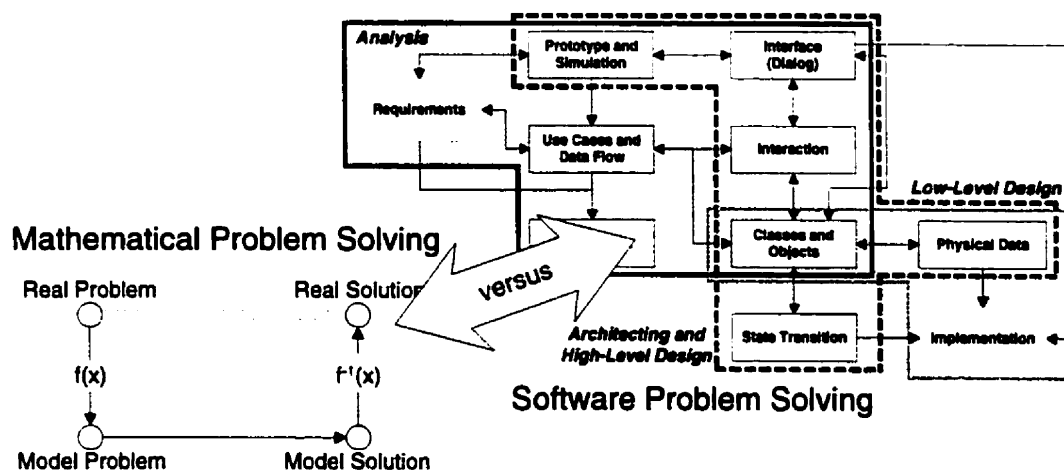 Analysis
Prototype and
Simulation
Interface
(Dialog)
Requirements
Use Cases and
Data Flow
Interaction
Low-Level Design
Mathematical Problem Solving
Classes and
Objects
Physical Data
versus
Real Problem
Real Solution
Architecting and
High-Level Design
State Transition
Implementation
f(x)
f⁻¹(x)
Software Problem Solving
Model Problem
Model Solution